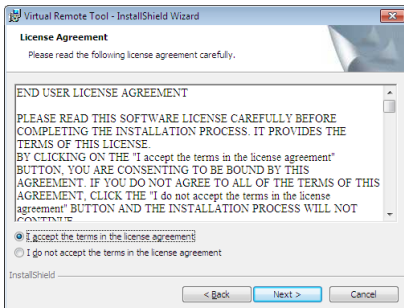 Virtual Remote Tool - InstallShield Wizard
License Agreement
Please read the following license agreement carefully.
END USER LICENSE AGREEMENT
PLEASE READ THIS SOFTWARE LICENSE CAREFULLY BEFORE
COMPLETING THE INSTALLATION PROCESS. IT PROVIDES THE
TERMS OF THIS LICENSE.
BY CLICKING ON THE "I accept the terms in the license agreement"
BUTTON, YOU ARE CONSENTING TO BE BOUND BY THIS
AGREEMENT. IF YOU DO NOT AGREE TO ALL OF THE TERMS OF THIS
AGREEMENT, CLICK THE "I do not accept the terms in the license
agreement" BUTTON AND THE INSTALLATION PROCESS WILL NOT
CONTINUE
I accept the terms in the license agreement
I do not accept the terms in the license agreement
InstallShield
< Back Next > Cancel